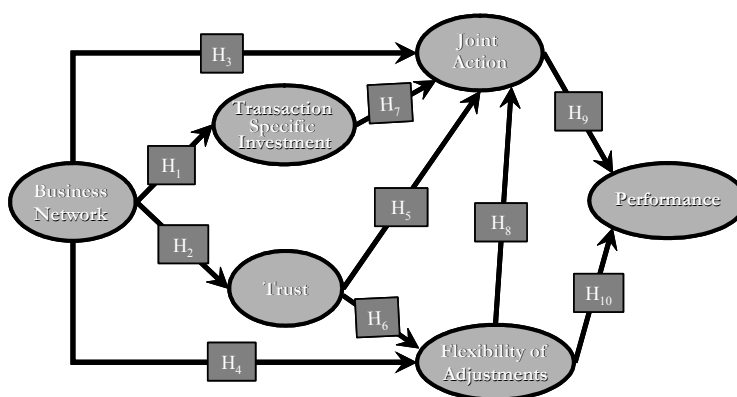 Joint
Action
H₃
Transaction
Specific
Investment
H₇
H₉
H₁
Business
Network
Performance
H₅
H₈
H₂
Trust
H₆
H₁₀
Flexibility of
Adjustments
H₄